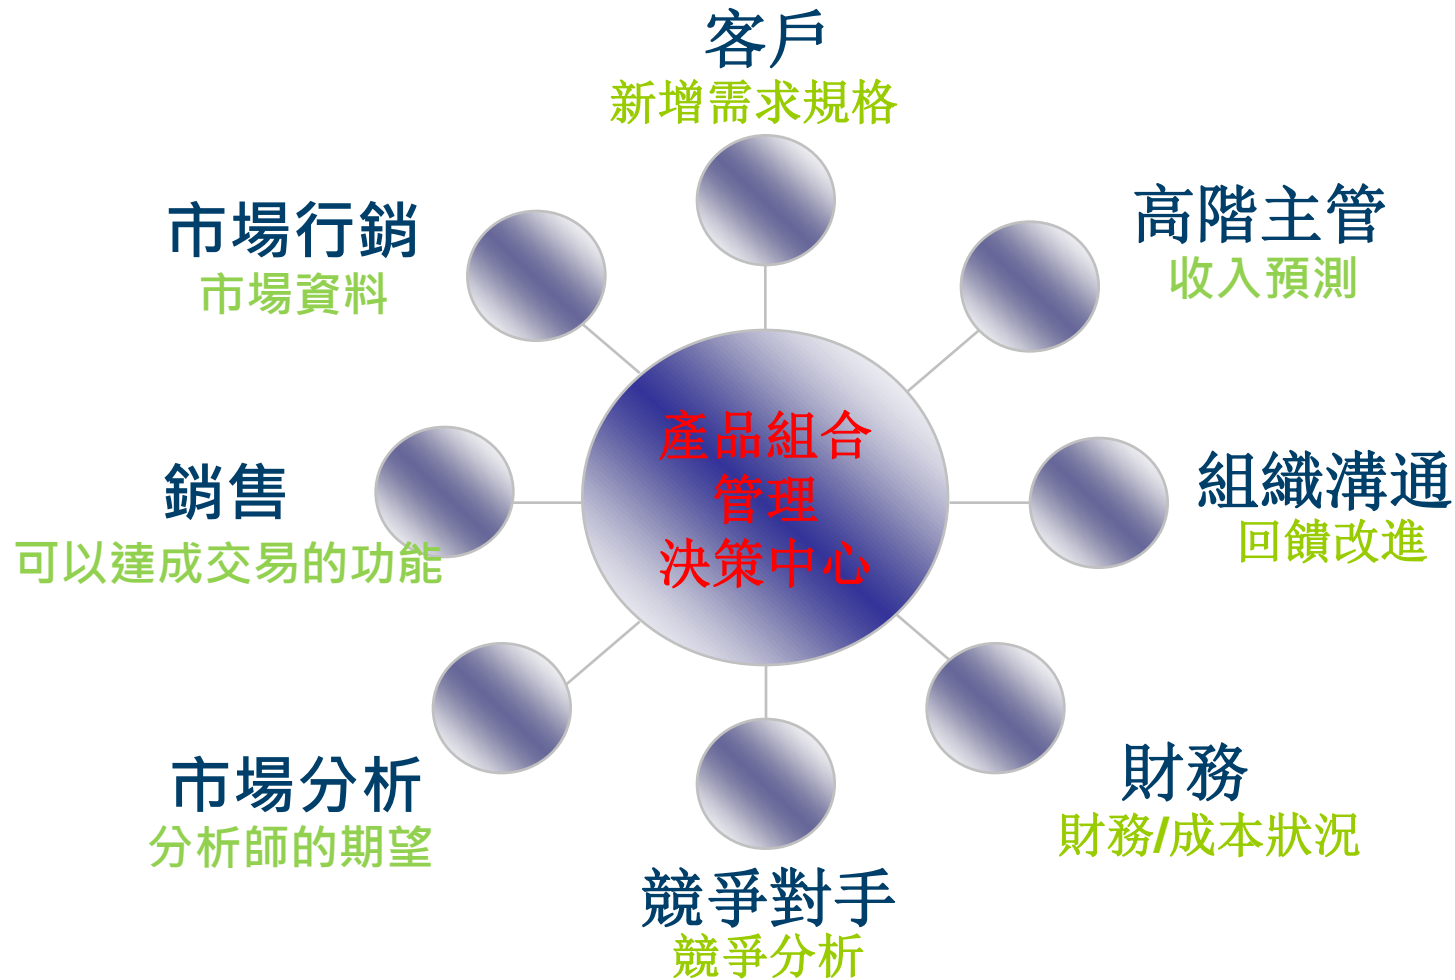 客戶
新增需求規格
市場行銷
市場資料
高階主管
收入預測
產品組合
管理
決策中心
銷售
可以達成交易的功能
組織溝通
回饋改進
市場分析
分析師的期望
財務
財務/成本狀況
競爭對手
競爭分析